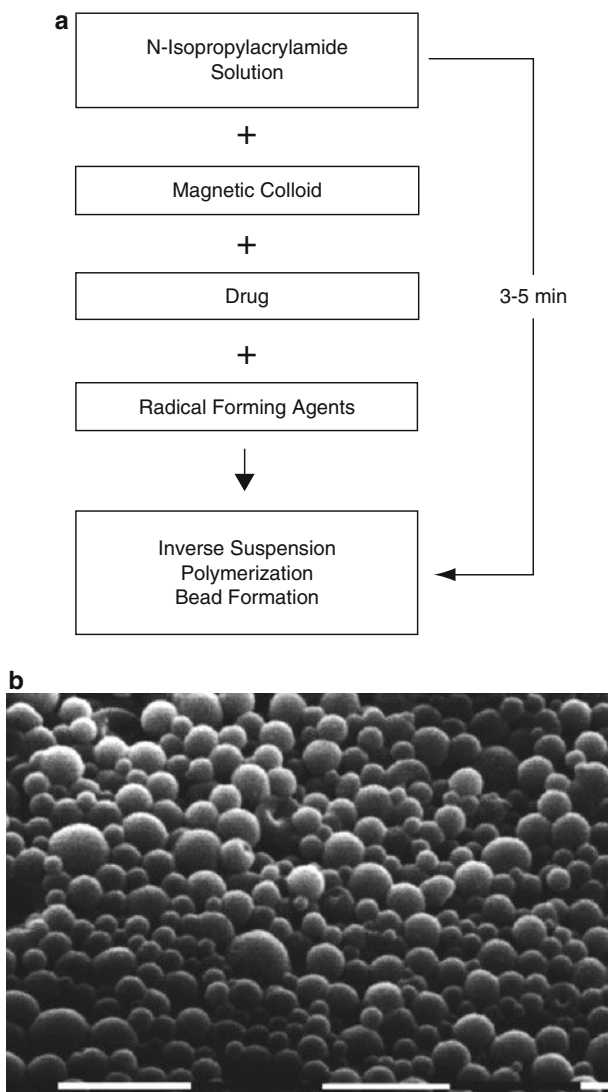 a
N-Isopropylacrylamide
Solution
+
Magnetic Colloid
+
Drug
+
Radical Forming Agents
3-5 min
Inverse Suspension
Polymerization
Bead Formation
b